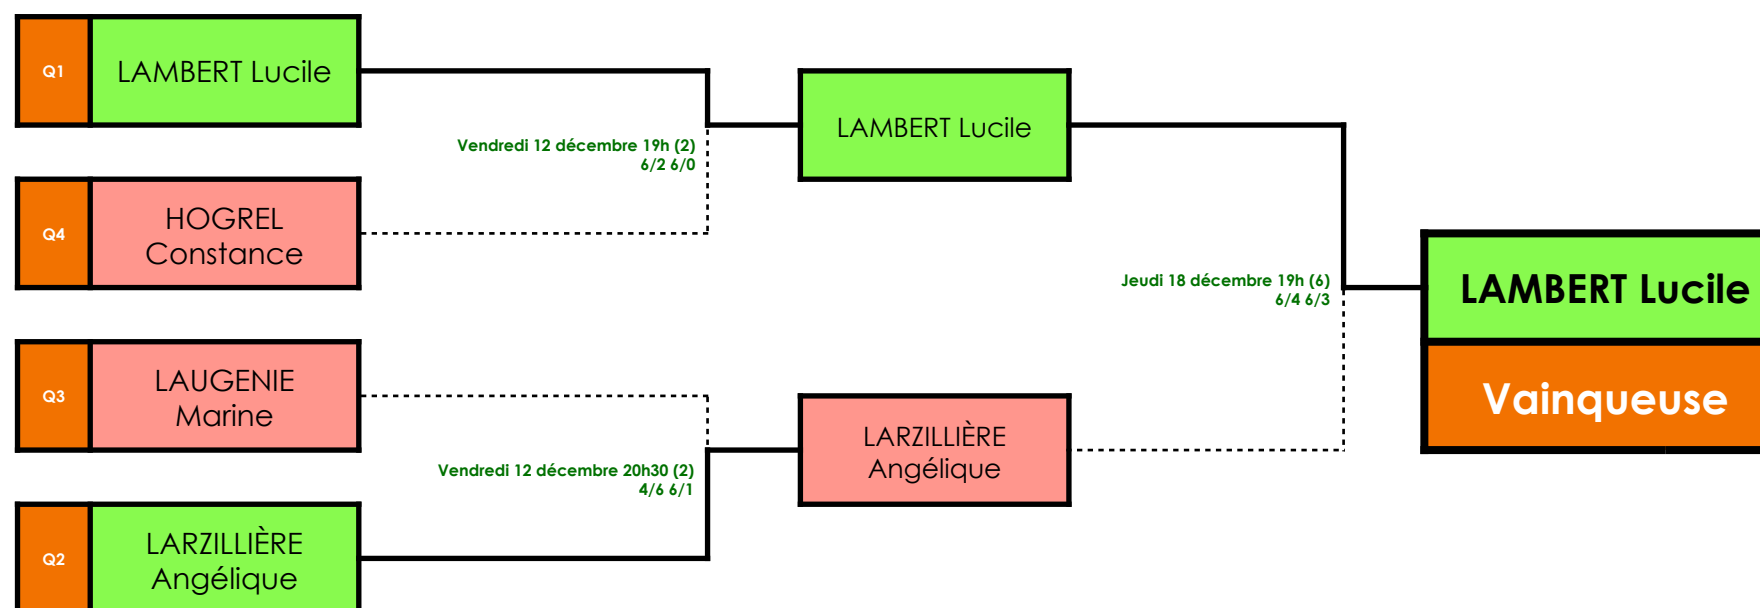 Q1
LAMBERT Lucile
Vendredi 12 décembre 19h (2)
6/2 6/0
Q4
HOGREL
Constance
Q3
LAUGENIE
Marine
Vendredi 12 décembre 20h30 (2)
4/6 6/1
Q2
LARZILLIÈRE
Angélique
LAMBERT Lucile
LARZILLIÈRE
Angélique
Jeudi 18 décembre 19h (6)
6/4 6/3
LAMBERT Lucile
Vainqueuse